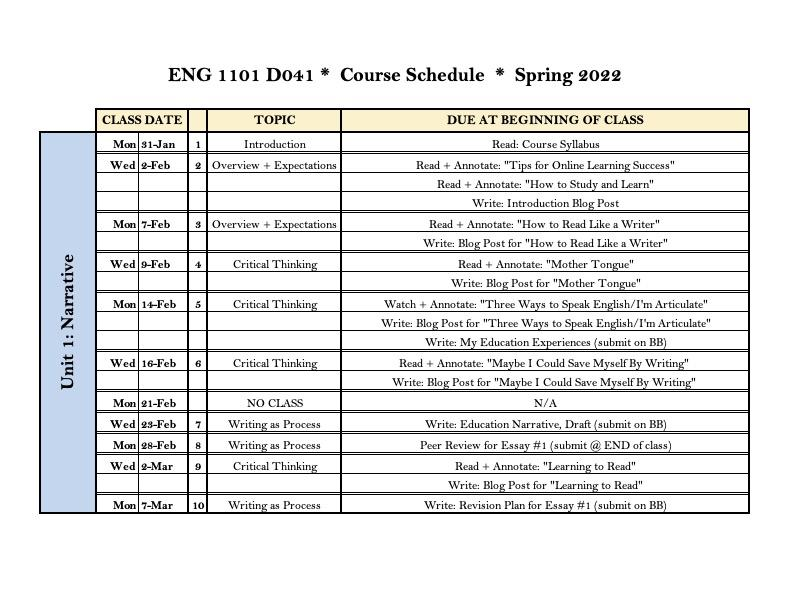 ENG 1101 D041 * Course Schedule * Spring 2022
CLASS DATE TOPIC DUE AT BEGINNING OF CLASS
Unit 1: Narrative
Mon 31-Jan 1 Introduction Read: Course Syllabus
Wed 2-Feb 2 Overview + Expectations Read + Annotate: "Tips for Online Learning Success"
Read + Annotate: "How to Study and Learn"
Write: Introduction Blog Post
Mon 7-Feb 3 Overview + Expectations Read + Annotate: "How to Read Like a Writer"
Write: Blog Post for "How to Read Like a Writer"
Wed 9-Feb 4 Critical Thinking Read + Annotate: "Mother Tongue"
Write: Blog Post for "Mother Tongue"
Mon 14-Feb 5 Critical Thinking Watch + Annotate: "Three Ways to Speak English/I'm Articulate"
Write: Blog Post for "Three Ways to Speak English/I'm Articulate"
Write: My Education Experiences (submit on BB)
Wed 16-Feb 6 Critical Thinking Read + Annotate: "Maybe I Could Save Myself By Writing"
Write: Blog Post for "Maybe I Could Save Myself By Writing"
Mon 21-Feb NO CLASS N/A
Wed 23-Feb 7 Writing as Process Write: Education Narrative, Draft (submit on BB)
Mon 28-Feb 8 Writing as Process Peer Review for Essay #1 (submit @ END of class)
Wed 2-Mar 9 Critical Thinking Read + Annotate: "Learning to Read"
Write: Blog Post for "Learning to Read"
Mon 7-Mar 10 Writing as Process Write: Revision Plan for Essay #1 (submit on BB)